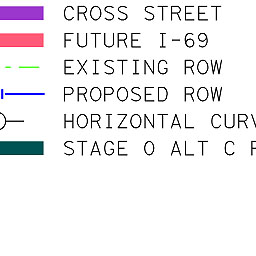 CROSS STREET
FUTURE I-69
EXISTING ROW
PROPOSED ROW
HORIZONTAL CURV
STAGE 0 ALT C